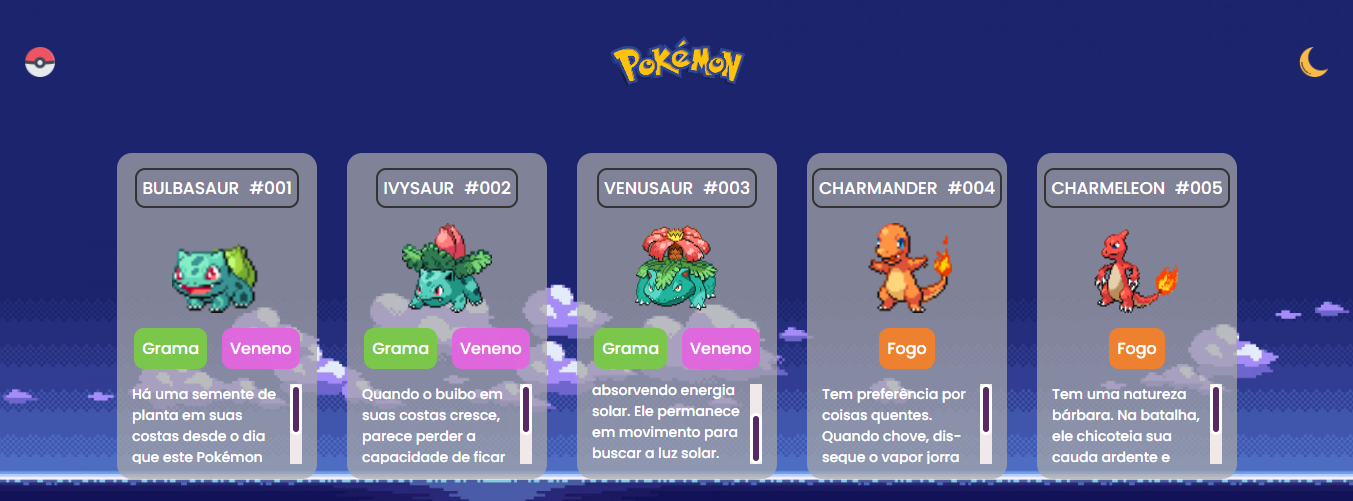 POKéMON
BULBASAUR #001
Grama
Veneno
Há uma semente de
planta em suas
costas desde o dia
que este Pokémon
IVYSAUR #002
Grama
Veneno
Quando o buibo em
suas costas cresce,
parece perder a
capacidade de ficar
VENUSAUR #003
Grama
Veneno
absorvendo energia
solar. Ele permanece
em movimento para
buscar a luz solar.
CHARMANDER #004
Fogo
Tem preferência por
coisas quentes.
Quando chove, dis-
seque o vapor jorra
CHARMELEON #005
Fogo
Tem uma natureza
bárbara. Na batalha,
ele chicoteia sua
cauda ardente e